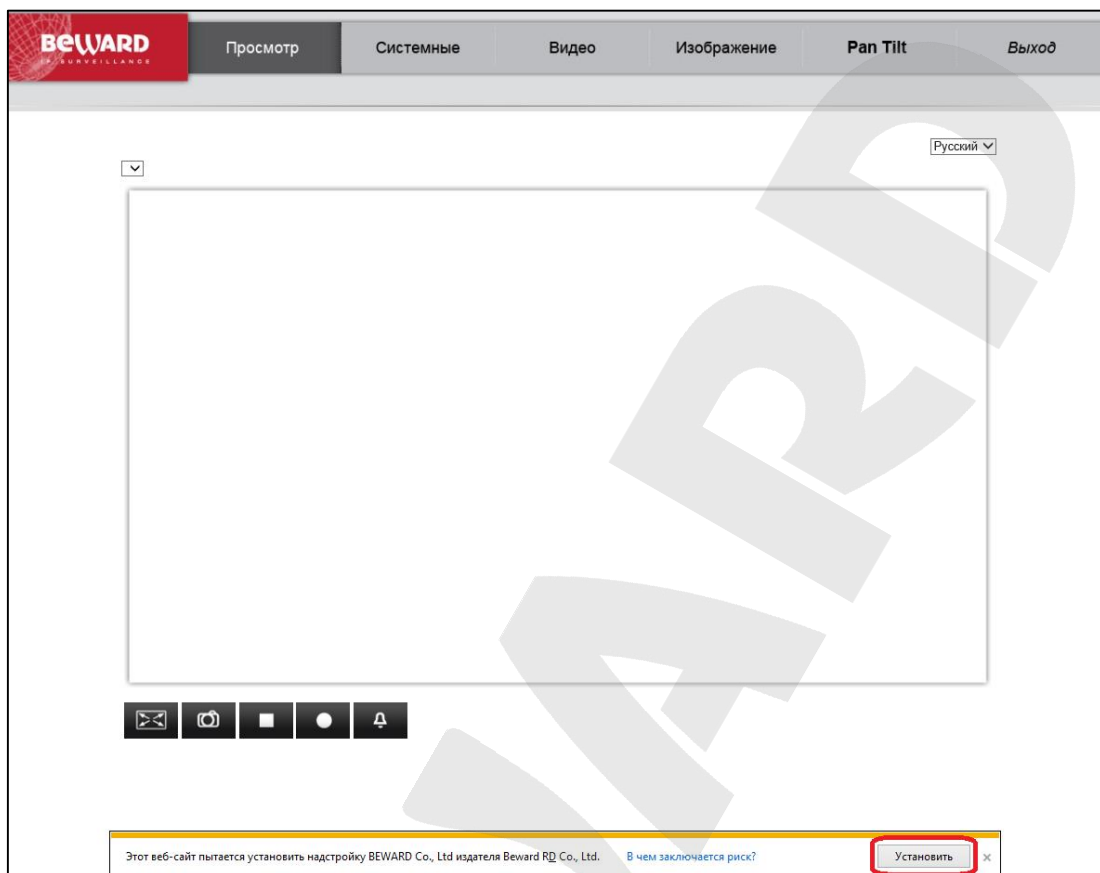 BEWARD
IP SURVEILLANCE
Просмотр
Системные
Видео
Изображение
Pan Tilt
Выход
Русский
Этот веб-сайт пытается установить надстройку BEWARD Co., Ltd издателя Beward RD Co., Ltd.
В чем заключается риск?
Установить